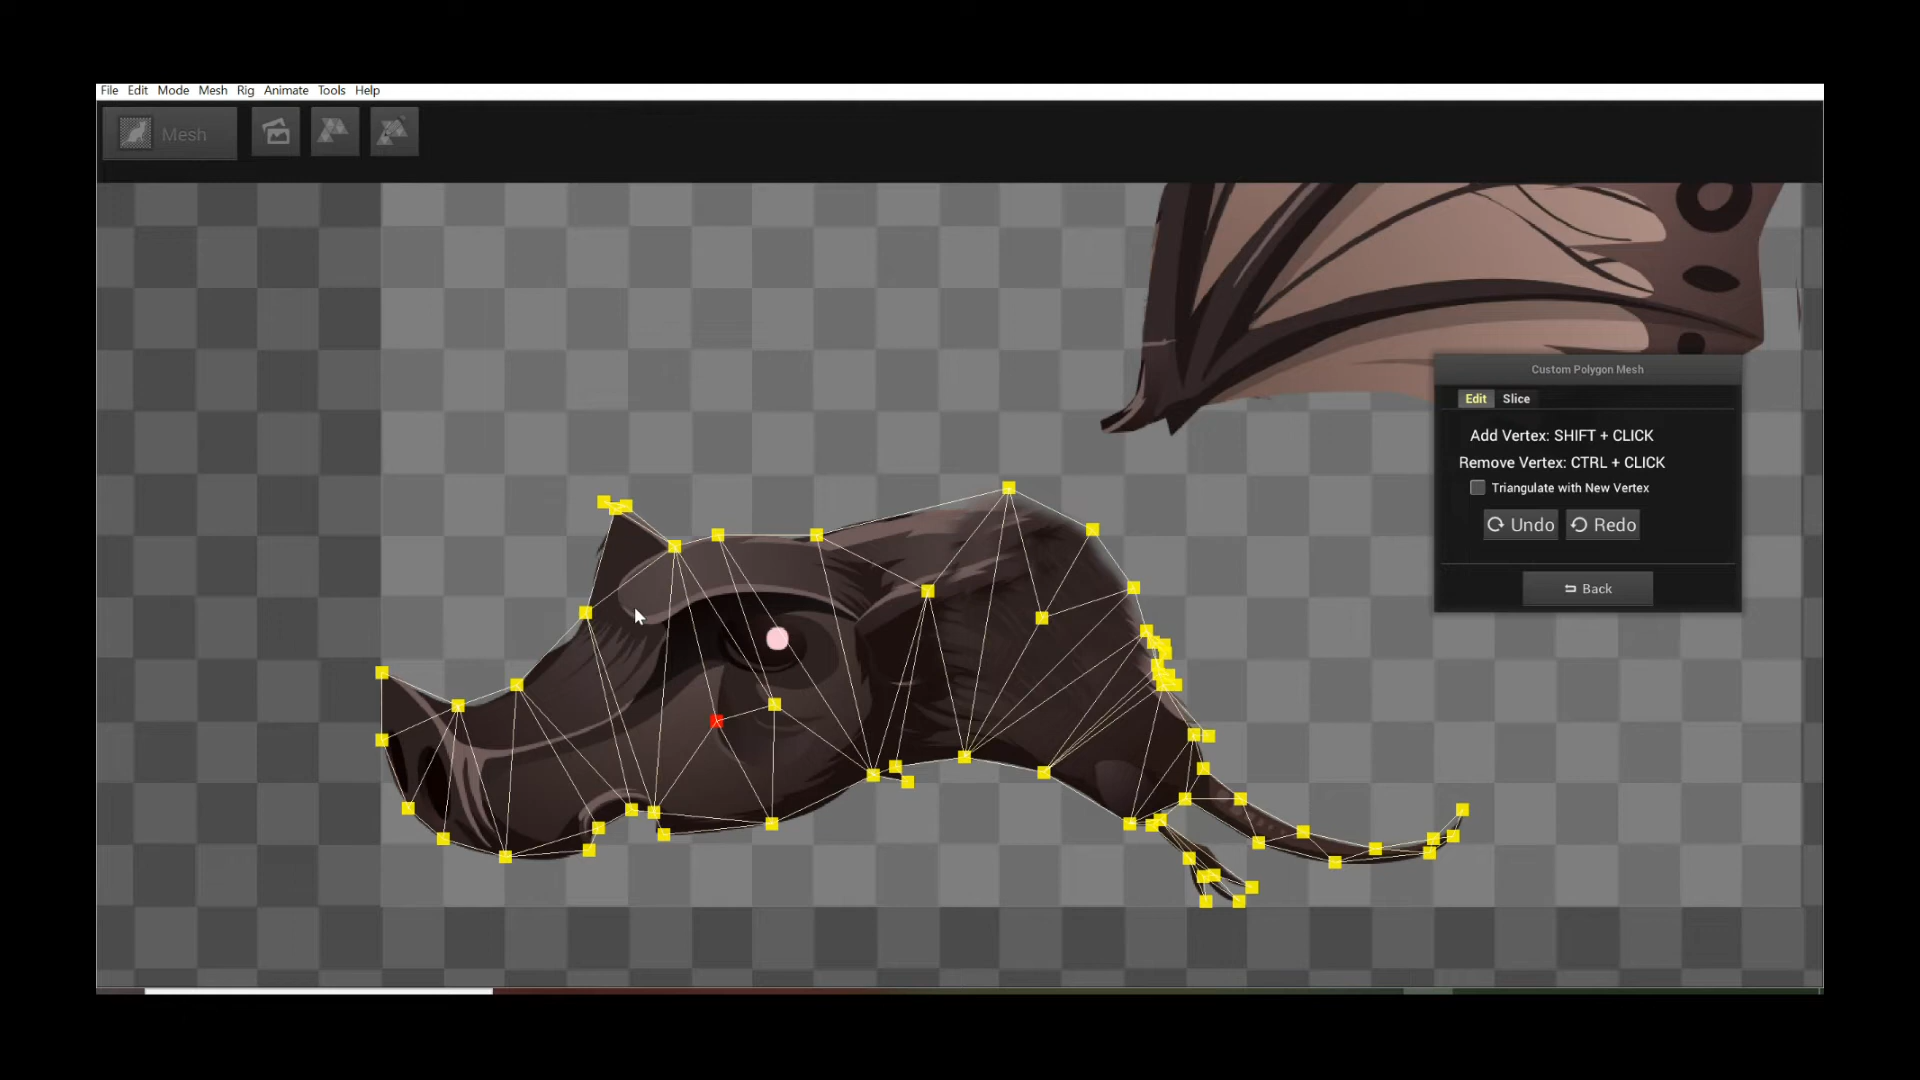 File Edit Mode Mesh Rig Animate Tools Help
Mesh
Custom Polygon Mesh
Edit Slice
Add Vertex: SHIFT + CLICK
Remove Vertex: CTRL + CLICK
Triangulate with New Vertex
Undo Redo
Back